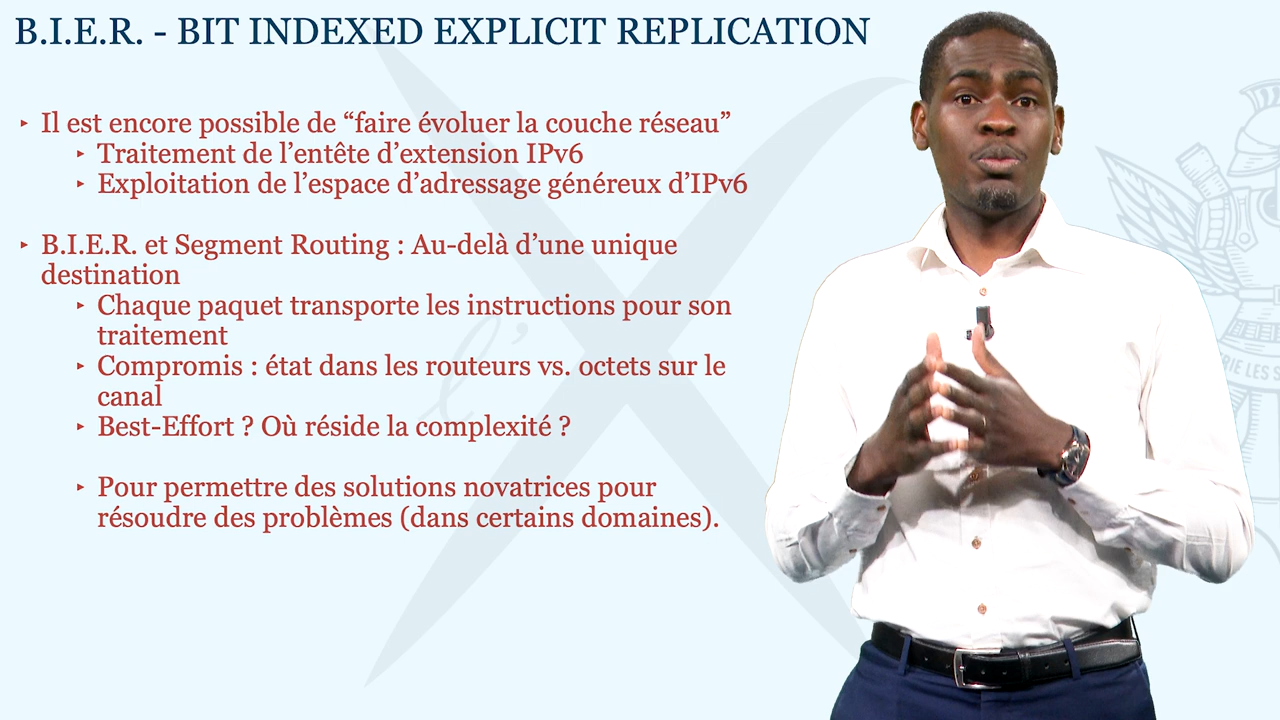 B.I.E.R. - BIT INDEXED EXPLICIT REPLICATION
‣ Il est encore possible de “faire évoluer la couche réseau”
‣ Traitement de l’entête d’extension IPv6
‣ Exploitation de l’espace d’adressage généreux d’IPv6
‣ B.I.E.R. et Segment Routing : Au-delà d’une unique
destination
‣ Chaque paquet transporte les instructions pour son
traitement
‣ Compromis : état dans les routeurs vs. octets sur le
canal
‣ Best-Effort ? Où réside la complexité ?
‣ Pour permettre des solutions novatrices pour
résoudre des problèmes (dans certains domaines).